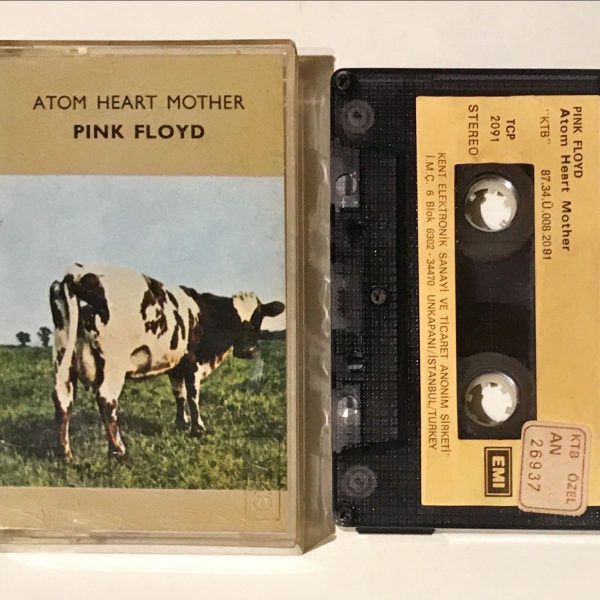 ATOM HEART MOTHER
PINK FLOYD
PINK FLOYD
Atom Heart Mother
"KTB" 87.34.Ü.008.2091
TCP
2091
STEREO
KENT ELEKTRONİK SANAYİ VE TİCARET ANONİM ŞİRKETİ
İ.M.Ç. 6 Blok 6302 - 34470 UNKAPANI/İSTANBUL/TURKEY
EMI
KTB ÖZEL
AN
26937